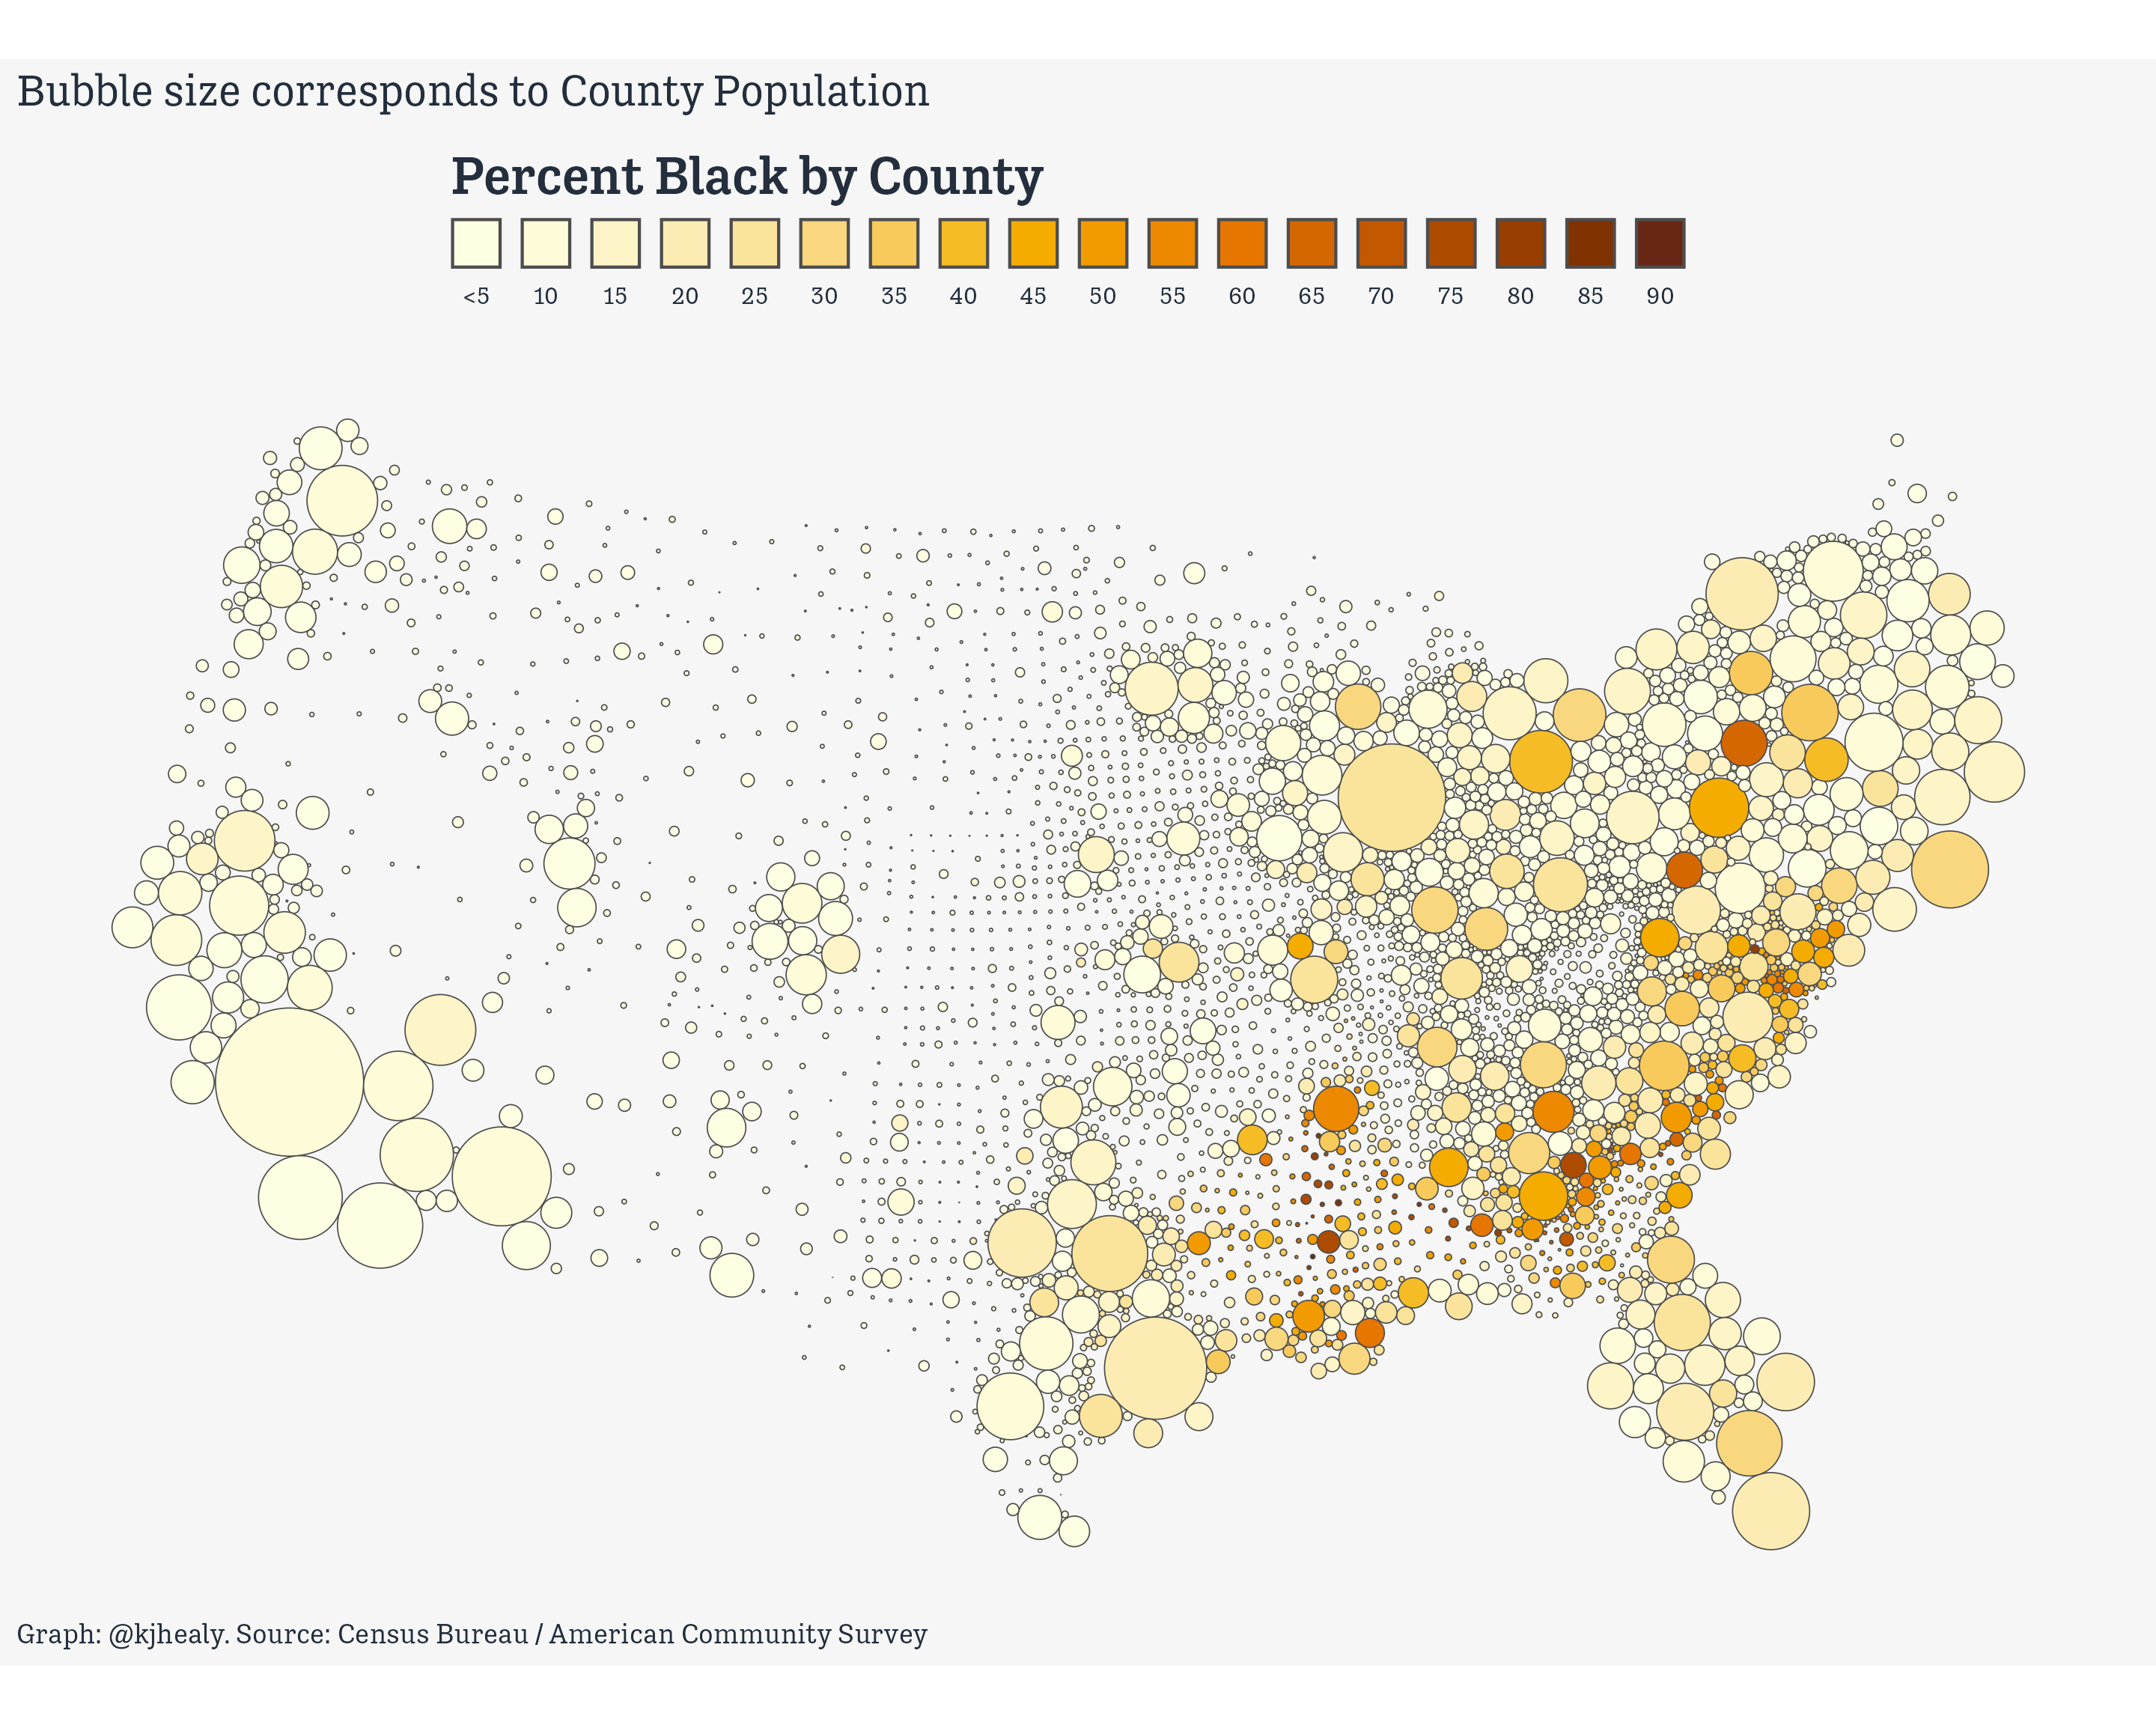 Bubble size corresponds to County Population
Percent Black by County
<5 10 15 20 25 30 35 40 45 50 55 60 65 70 75 80 85 90
Graph: @kjhealy. Source: Census Bureau / American Community Survey